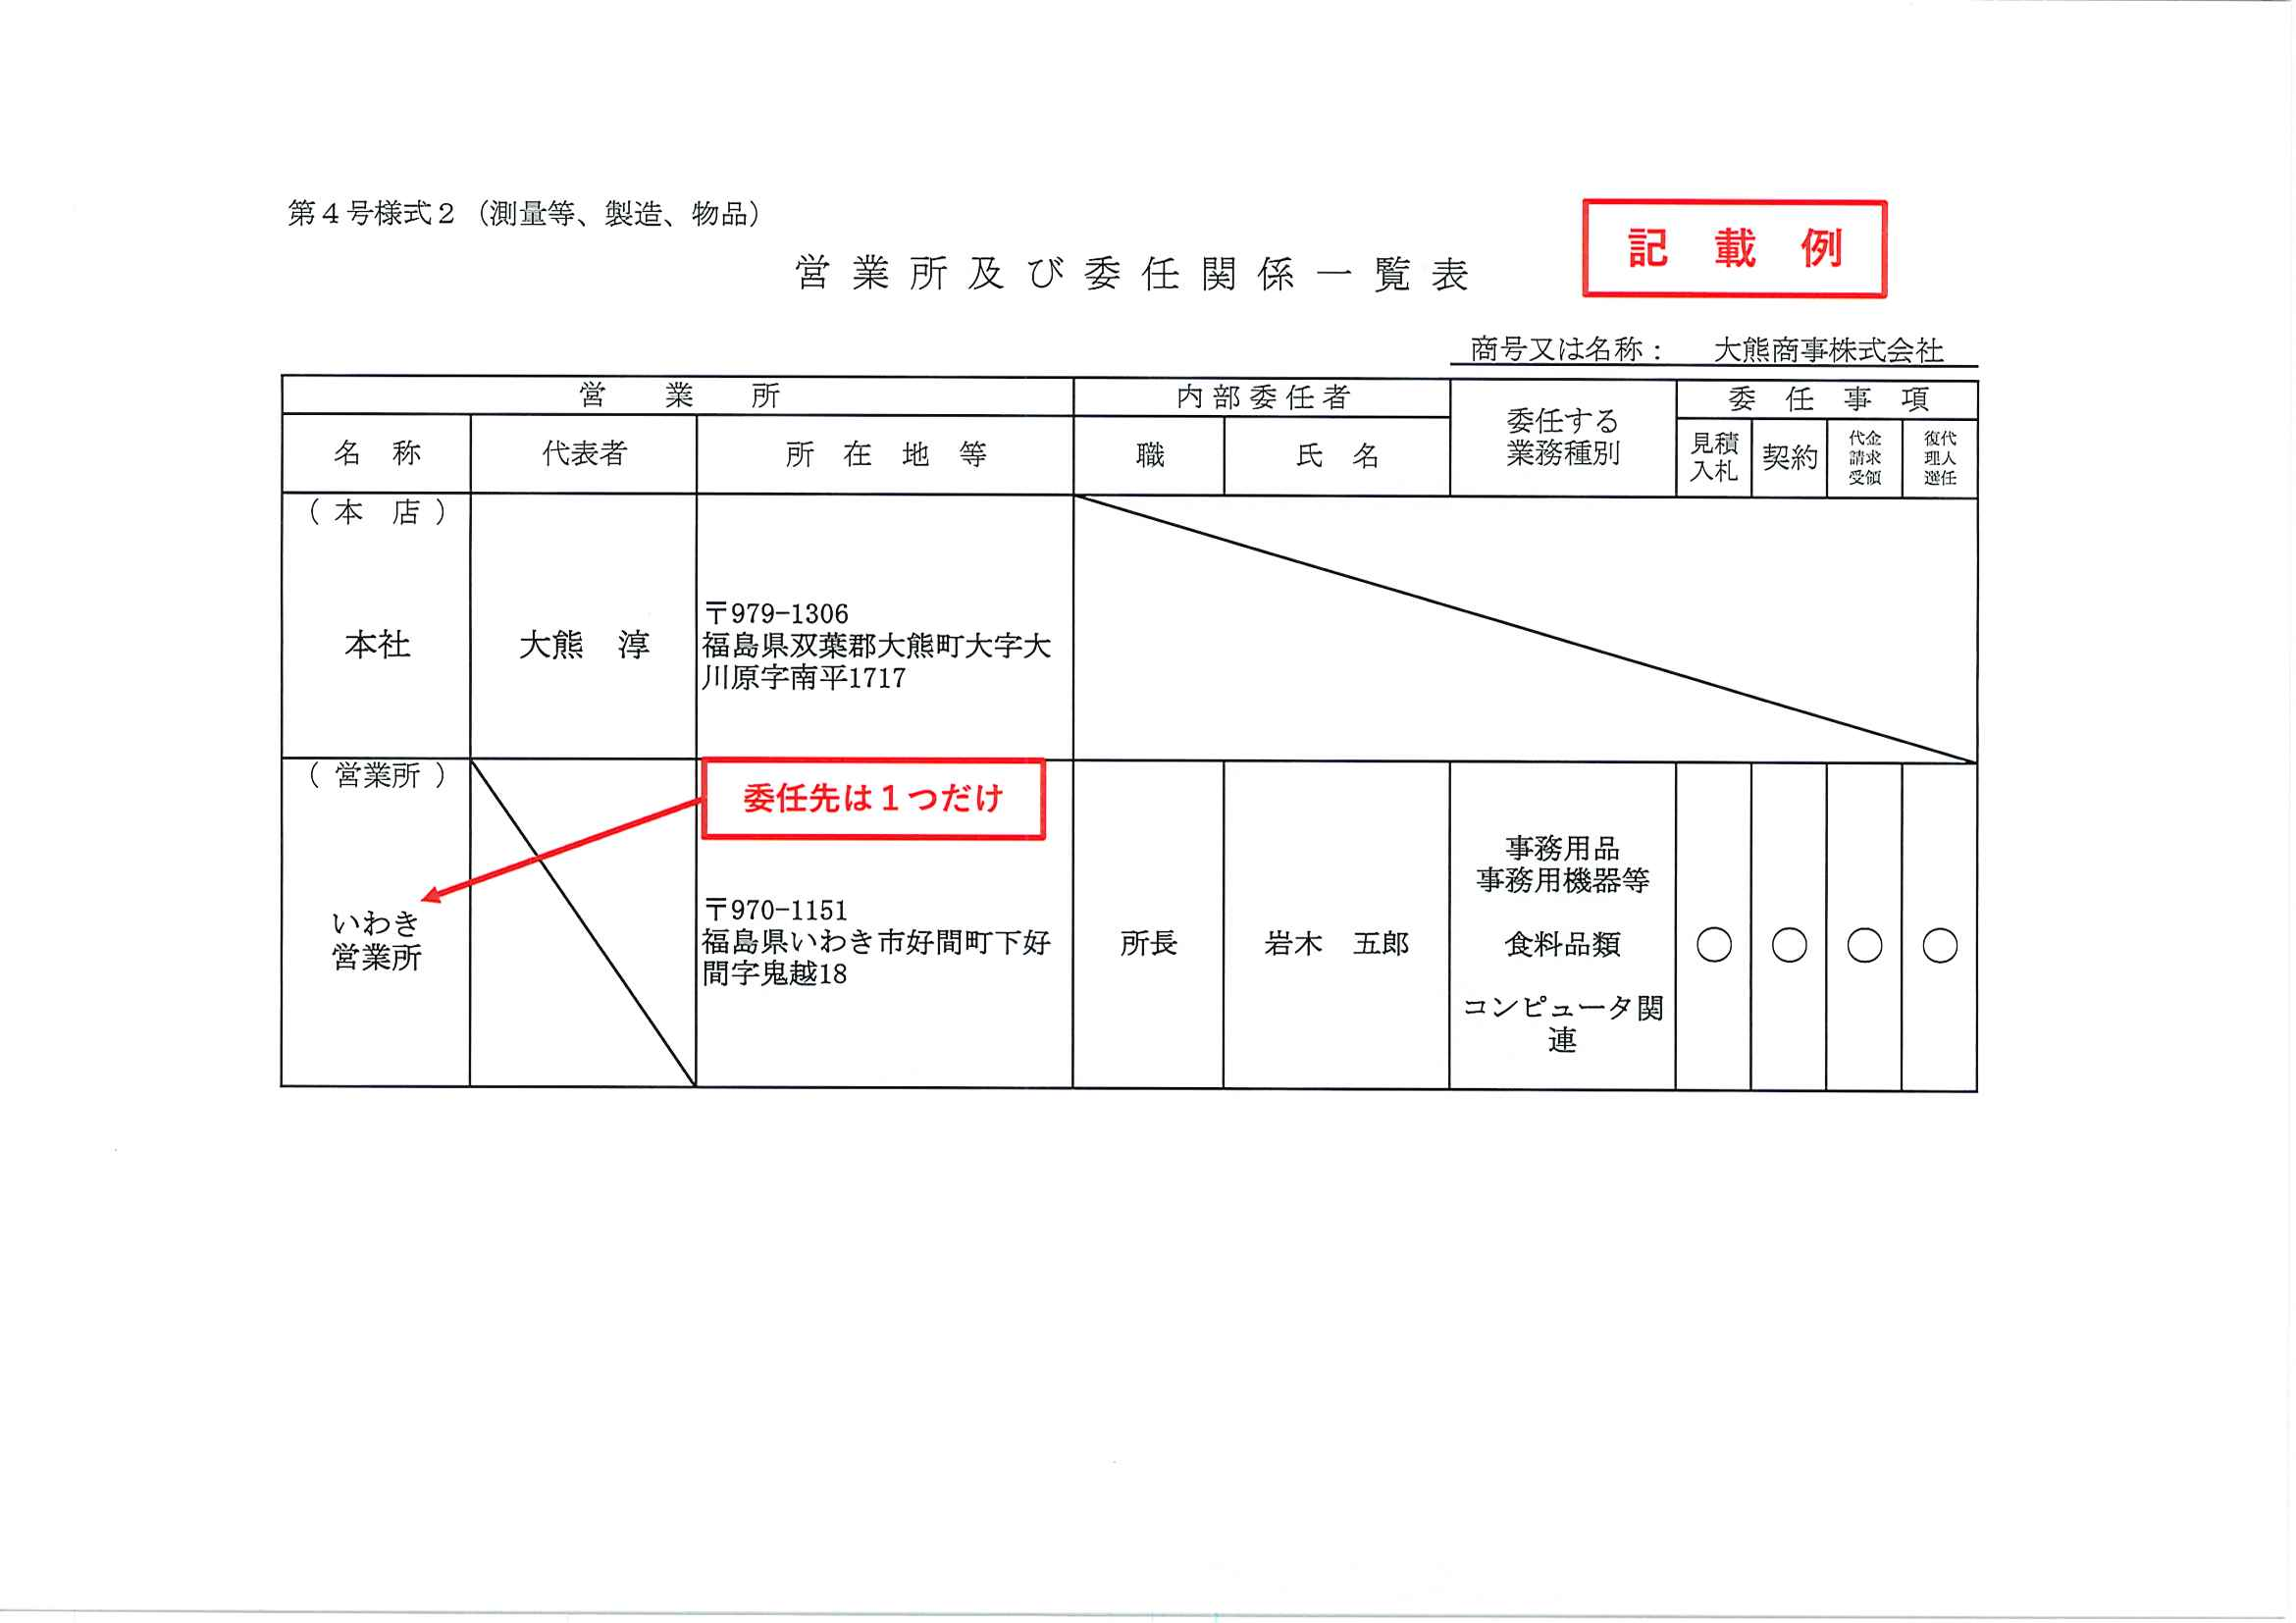 第４号様式２（測量等、製造、物品）
記　載　例
営業所及び委任関係一覧表
商号又は名称：　大熊商事株式会社
営　業　所
内部委任者
委任する
業務種別
委　任　事　項
名　称
代表者
所　在　地　等
職
氏　名
見積
入札
契約
代金
請求
受領
復代
理人
選任
（本　店）
本社
大熊　淳
〒979-1306
福島県双葉郡大熊町大字大
川原字南平1717
（営業所）
委任先は１つだけ
いわき
営業所
〒970-1151
福島県いわき市好間町下好
間字鬼越18
所長
岩木　五郎
事務用品
事務用機器等
食料品類
コンピュータ関
連
○
○
○
○